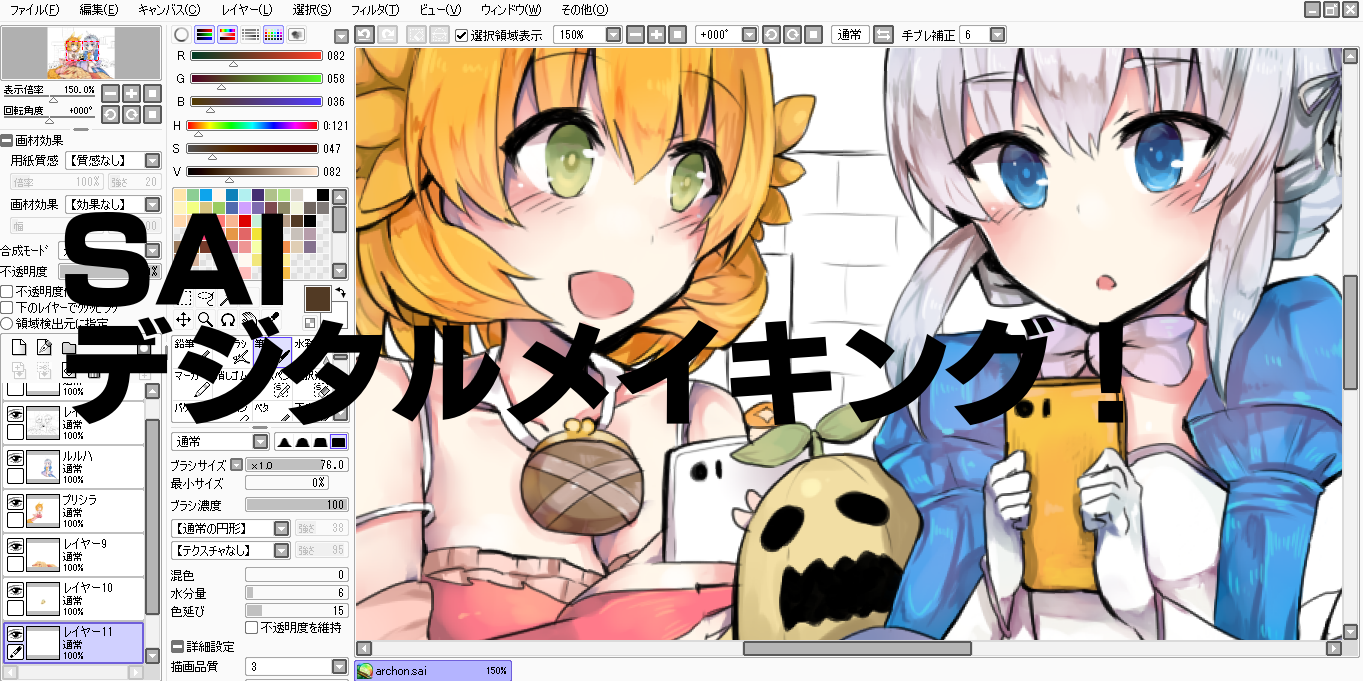 ファイル(F) 編集(E) キャンバス(C) レイヤー(L) 選択(S) フィルタ(T) ビュー(V) ウィンドウ(W) その他(O)
選択領域表示 150% +000° 通常 手ブレ補正 6
表示倍率 150.0%
回転角度 +000°
画材効果
用紙質感 【質感なし】
倍率 100% 強さ 20
画材効果 【効果なし】
幅
合成モード
不透明度 %
不透明度
下のレイヤーでクリッピング
領域検出元に指定
R 082
G 058
B 036
H 0:121
S 047
V 082
SAI
デジタルメイキング！
鉛筆
100%
通常
100%
ルルハ
通常
100%
プリシラ
通常
100%
レイヤー9
通常
100%
レイヤー10
通常
100%
レイヤー11
通常
100%
通常
ブラシサイズ x1.0 76.0
最小サイズ 0%
ブラシ濃度 100
【通常の円形】 強さ 38
【テクスチャなし】 強さ 95
混色 0
水分量 6
色延び 15
不透明度を維持
詳細設定
描画品質 3
archon.sai 150%